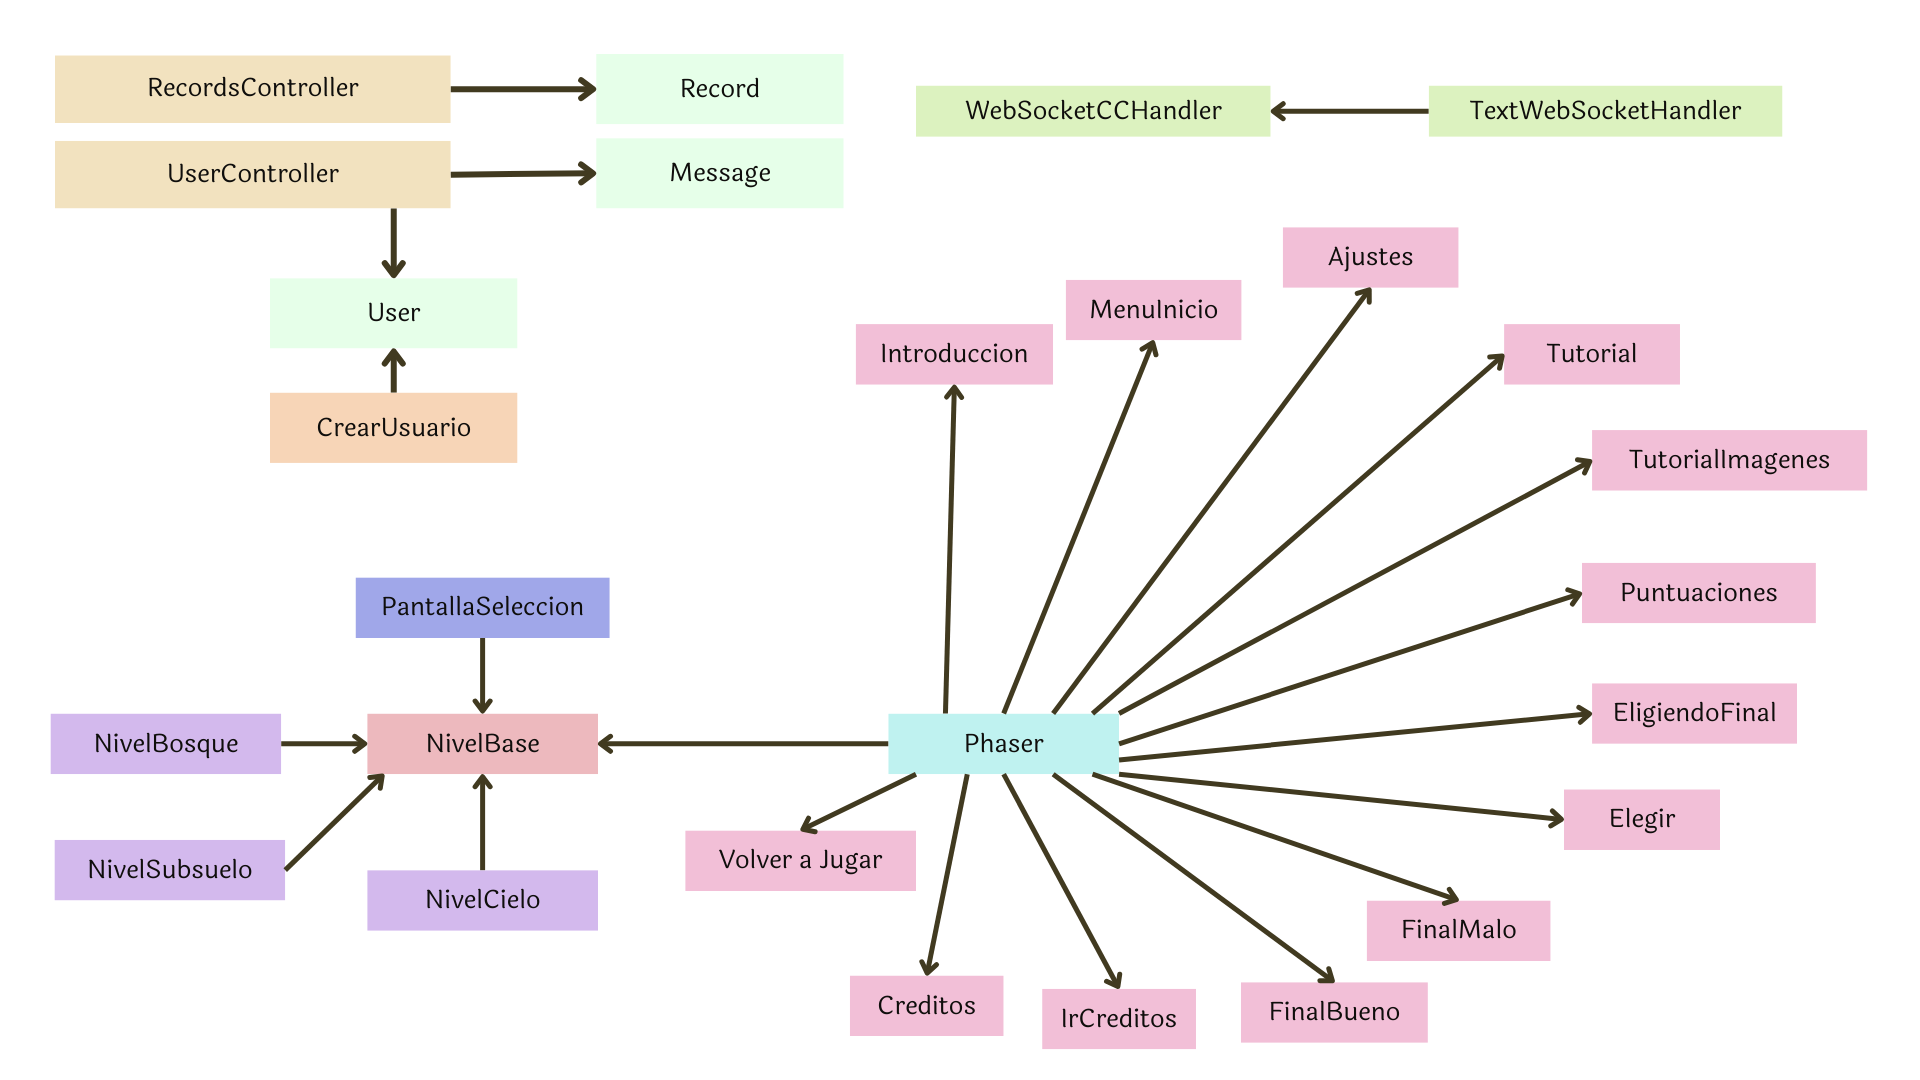 RecordsController
Record
WebSocketCCHandler
TextWebSocketHandler
UserController
Message
User
CrearUsuario
Ajustes
MenuInicio
Introduccion
Tutorial
TutorialImagenes
Puntuaciones
PantallaSeleccion
NivelBosque
NivelBase
Phaser
EligiendoFinal
Elegir
NivelSubsuelo
NivelCielo
Volver a Jugar
FinalMalo
Creditos
IrCreditos
FinalBueno